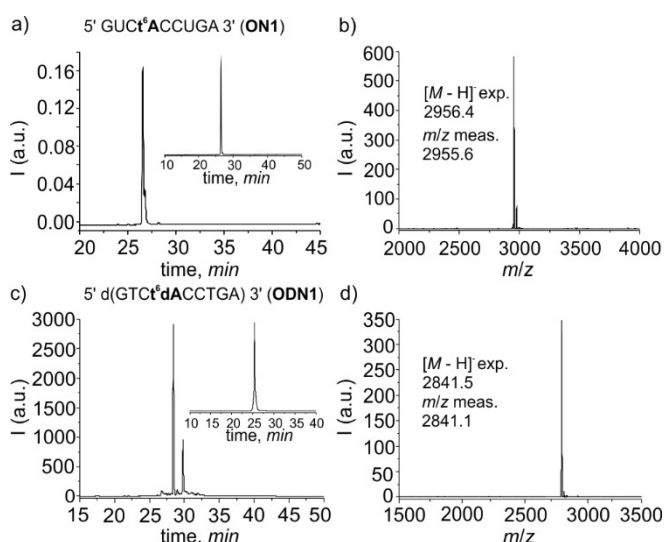 a) 5' GUCt⁶ACCUGA 3' (ON1)
I (a.u.)
0.16
0.12
0.08
0.04
0.00
20 25 30 35 40 45
time, min
10 20 30 40 50
time, min
b)
I (a.u.)
600
500
400
300
200
100
0
[M - H]⁻ exp.
2956.4
m/z meas.
2955.6
2000 2500 3000 3500 4000
m/z
c) 5' d(GTCt⁶dACCTGA) 3' (ODN1)
I (a.u.)
3000
2500
2000
1500
1000
500
0
15 20 25 30 35 40 45 50
time, min
10 15 20 25 30 35 40
time, min
d)
I (a.u.)
350
300
250
200
150
100
50
0
[M - H]⁻ exp.
2841.5
m/z meas.
2841.1
1500 2000 2500 3000 3500
m/z